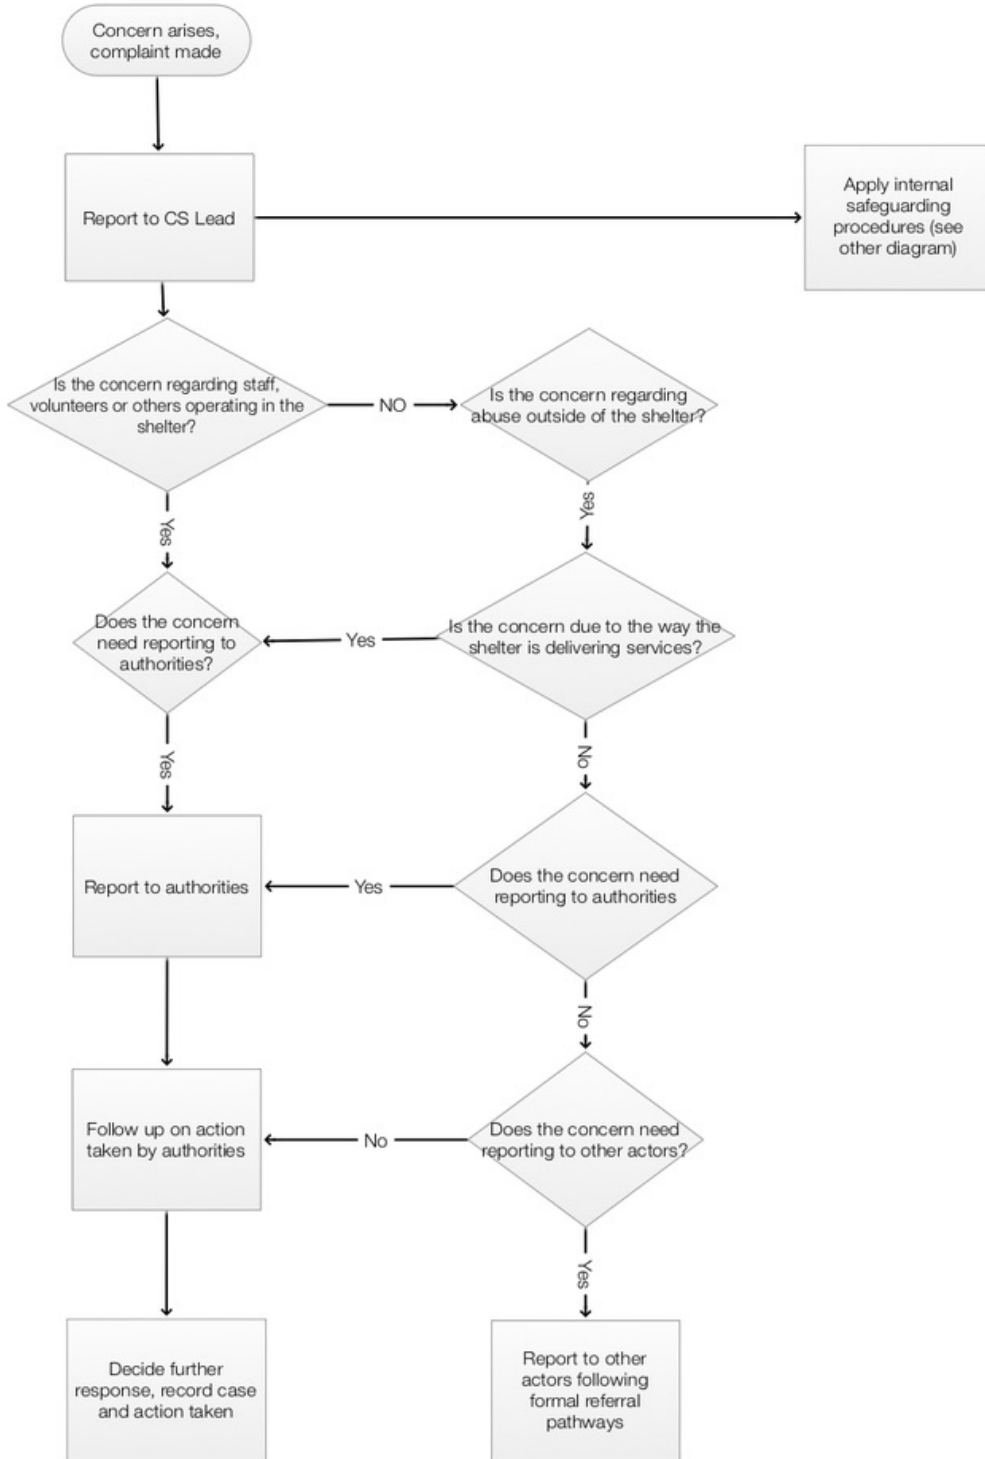 Concern arises,
complaint made
Report to CS Lead
Apply internal
safeguarding
procedures (see
other diagram)
Is the concern regarding staff,
volunteers or others operating in the
shelter?
NO
Is the concern regarding
abuse outside of the shelter?
Yes
Yes
Does the concern
need reporting to
authorities?
Yes
Is the concern due to the way the
shelter is delivering services?
Yes
No
Report to authorities
Yes
Does the concern need
reporting to authorities
No
Follow up on action
taken by authorities
No
Does the concern need
reporting to other actors?
Yes
Decide further
response, record case
and action taken
Report to other
actors following
formal referral
pathways